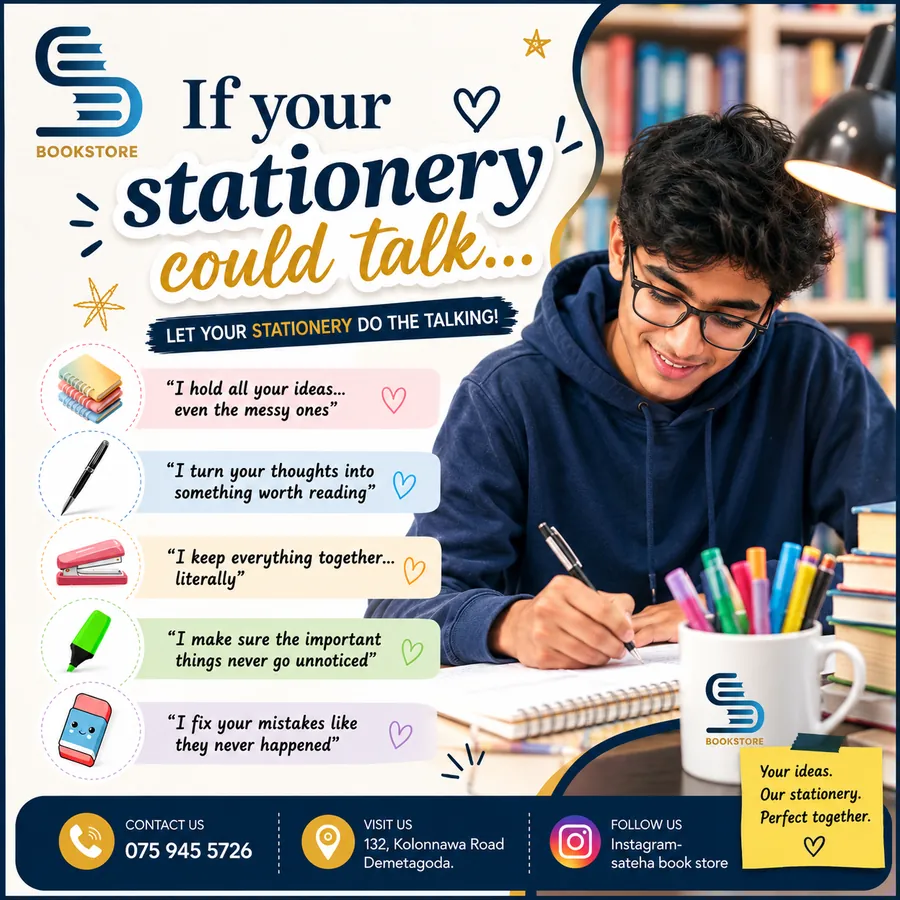 BOOKSTORE
If your
stationery
could talk...
LET YOUR STATIONERY DO THE TALKING!
"I hold all your ideas...
even the messy ones"
"I turn your thoughts into
something worth reading"
"I keep everything together...
literally"
"I make sure the important
things never go unnoticed"
"I fix your mistakes like
they never happened"
BOOKSTORE
Your ideas.
Our stationery.
Perfect together.
CONTACT US
075 945 5726
VISIT US
132, Kolonnawa Road
Demetagoda.
FOLLOW US
Instagram-
sateha book store